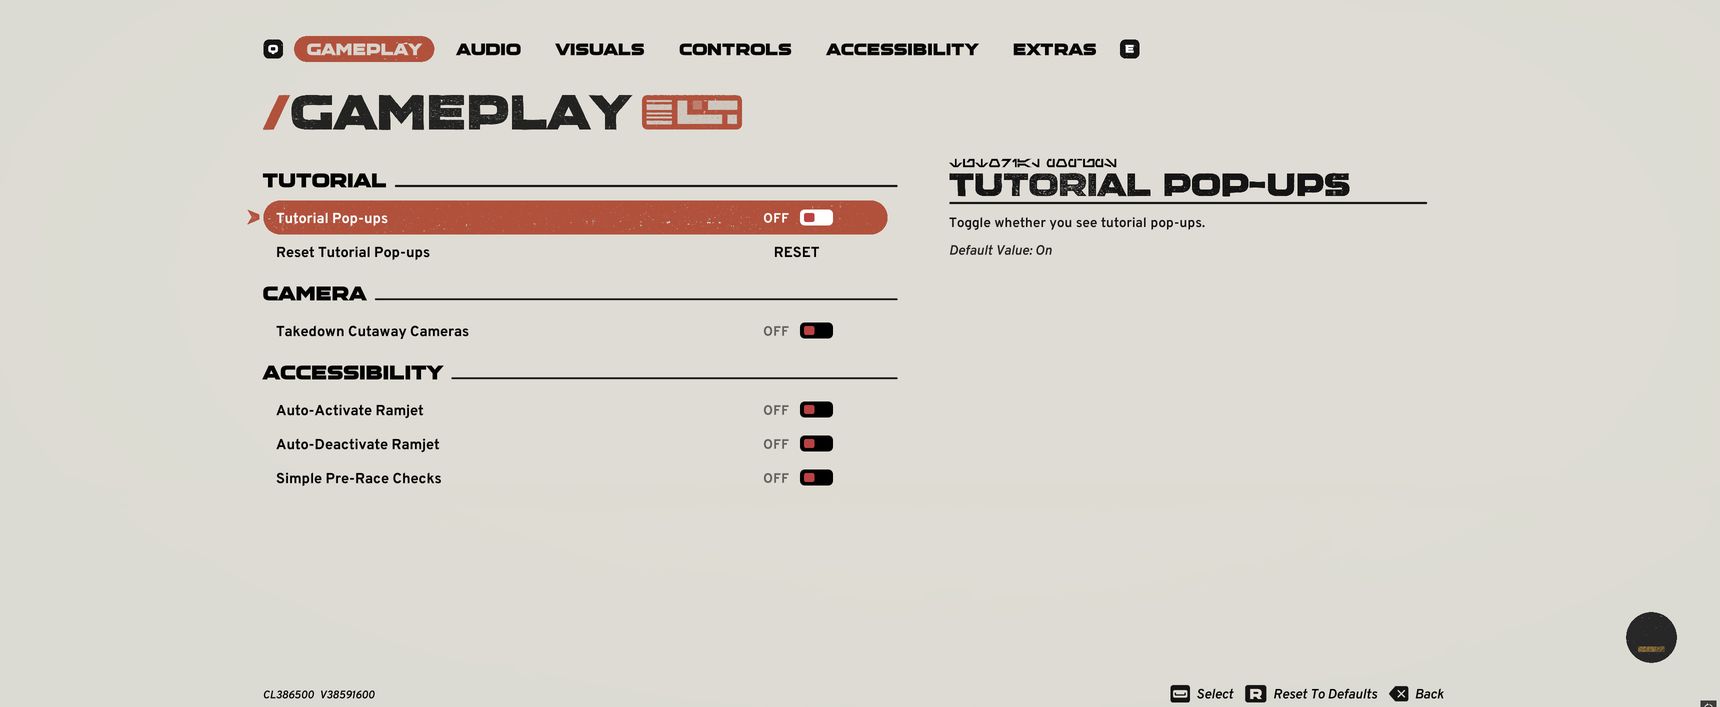 Q GAMEPLAY AUDIO VISUALS CONTROLS ACCESSIBILITY EXTRAS E
/GAMEPLAY
TUTORIAL
Tutorial Pop-ups OFF
Reset Tutorial Pop-ups RESET
CAMERA
Takedown Cutaway Cameras OFF
ACCESSIBILITY
Auto-Activate Ramjet OFF
Auto-Deactivate Ramjet OFF
Simple Pre-Race Checks OFF
TUTORIAL POP-UPS
Toggle whether you see tutorial pop-ups.
Default Value: On
CL386500 V38591600
Select R Reset To Defaults Back